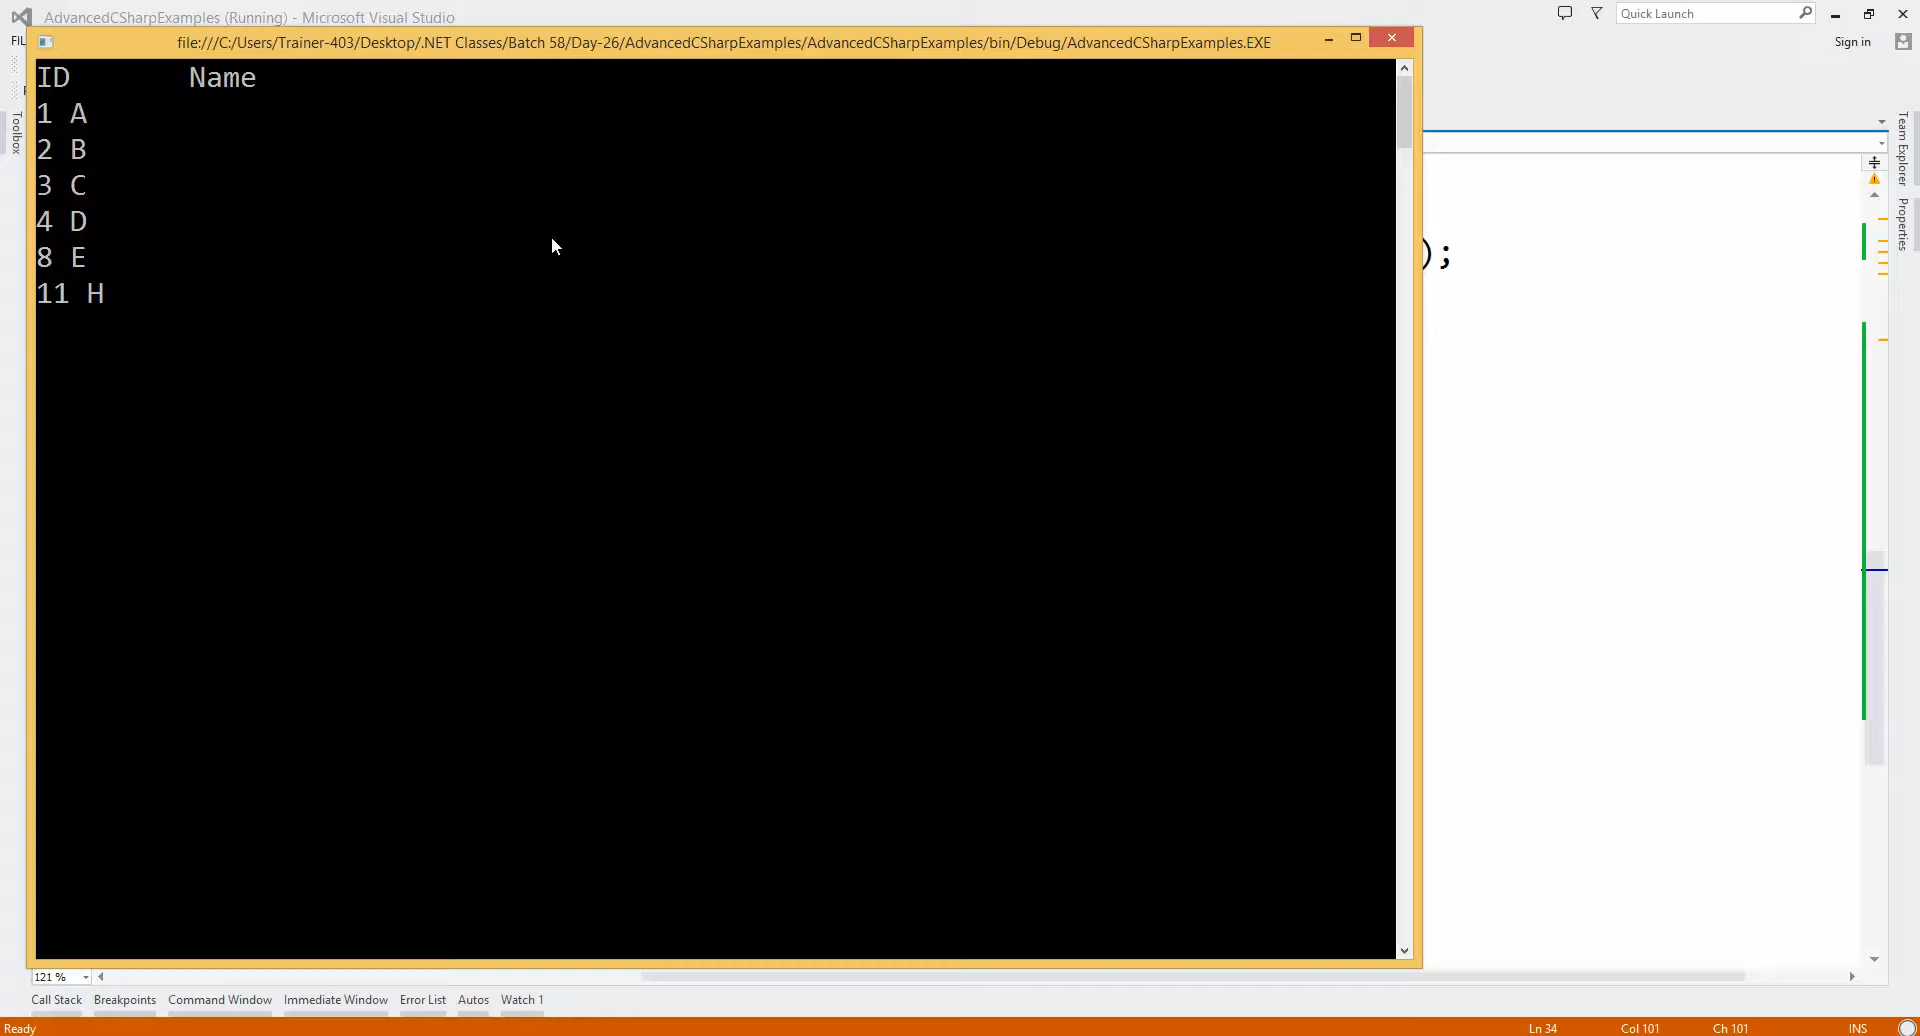 AdvancedCSharpExamples (Running) - Microsoft Visual Studio
Quick Launch
FIL
Sign in
file:///C:/Users/Trainer-403/Desktop/.NET Classes/Batch 58/Day-26/AdvancedCSharpExamples/AdvancedCSharpExamples/bin/Debug/AdvancedCSharpExamples.EXE
ID Name
1 A
2 B
3 C
4 D
8 E
11 H
);
Toolbox
Team Explorer
Properties
121 %
Call Stack Breakpoints Command Window Immediate Window Error List Autos Watch 1
Ready Ln 34 Col 101 Ch 101 INS